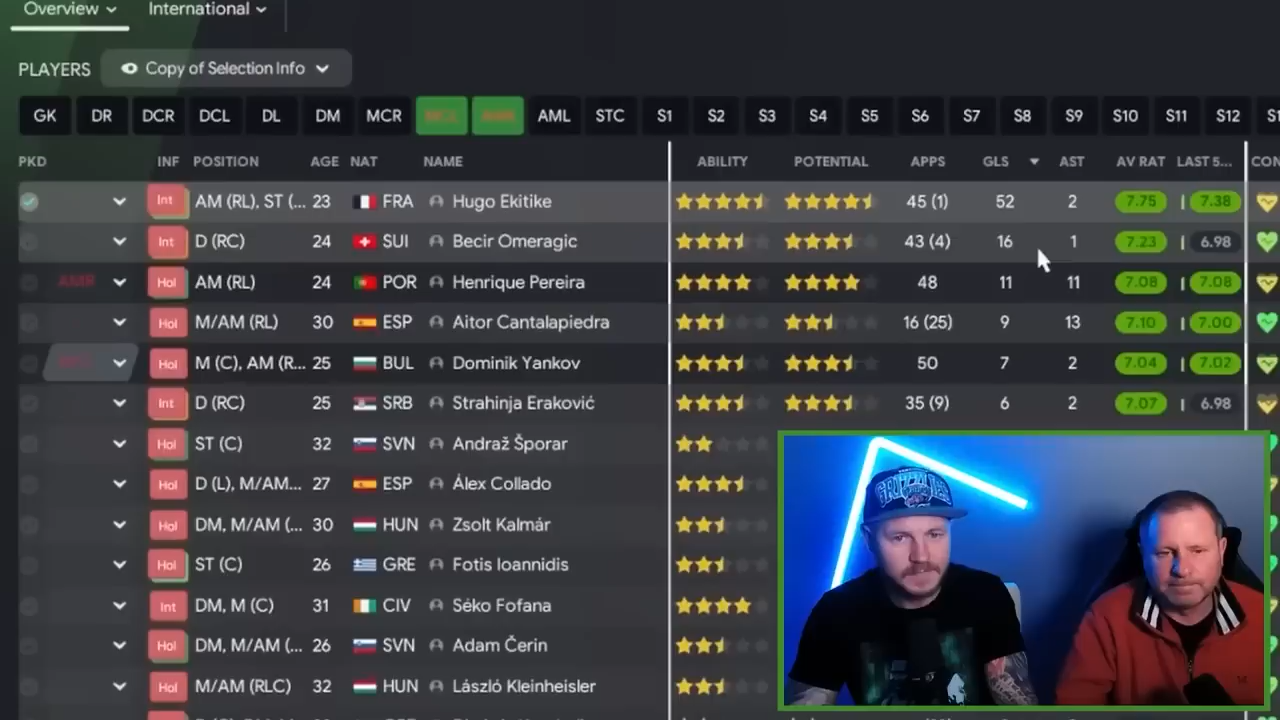 Overview International
PLAYERS Copy of Selection Info
GK DR DCR DCL DL DM MCR AML STC S1 S2 S3 S4 S5 S6 S7 S8 S9 S10 S11 S12
PKD INF POSITION AGE NAT NAME ABILITY POTENTIAL APPS GLS AST AV RAT LAST 5... CON
Int AM (RL), ST (... 23 FRA Hugo Ekitike 45 (1) 52 2 7.75 7.38
Int D (RC) 24 SUI Becir Omeragic 43 (4) 16 1 7.23 6.98
AMR Hol AM (RL) 24 POR Henrique Pereira 48 11 11 7.08 7.08
Hol M/AM (RL) 30 ESP Aitor Cantalapiedra 16 (25) 9 13 7.10 7.00
Hol M (C), AM (R... 25 BUL Dominik Yankov 50 7 2 7.04 7.02
Int D (RC) 25 SRB Strahinja Eraković 35 (9) 6 2 7.07 6.98
Hol ST (C) 32 SVN Andraž Šporar
Hol D (L), M/AM... 27 ESP Álex Collado
Hol DM, M/AM (... 30 HUN Zsolt Kalmár
Hol ST (C) 26 GRE Fotis Ioannidis
Int DM, M (C) 31 CIV Séko Fofana
Hol DM, M/AM (... 26 SVN Adam Čerin
Hol M/AM (RLC) 32 HUN László Kleinheisler
GRIZZLIES